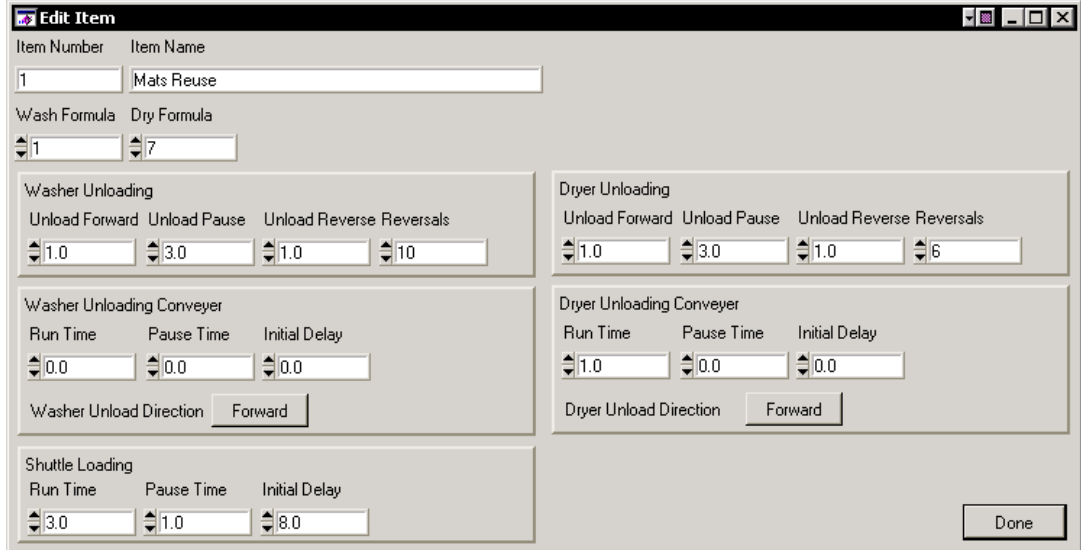 Edit Item
Item Number Item Name
1 Mats Reuse
Wash Formula Dry Formula
1 7
Washer Unloading
Unload Forward Unload Pause Unload Reverse Reversals
1.0 3.0 1.0 10
Dryer Unloading
Unload Forward Unload Pause Unload Reverse Reversals
1.0 3.0 1.0 6
Washer Unloading Conveyer
Run Time Pause Time Initial Delay
0.0 0.0 0.0
Washer Unload Direction Forward
Dryer Unloading Conveyer
Run Time Pause Time Initial Delay
1.0 0.0 0.0
Dryer Unload Direction Forward
Shuttle Loading
Run Time Pause Time Initial Delay
3.0 1.0 8.0
Done